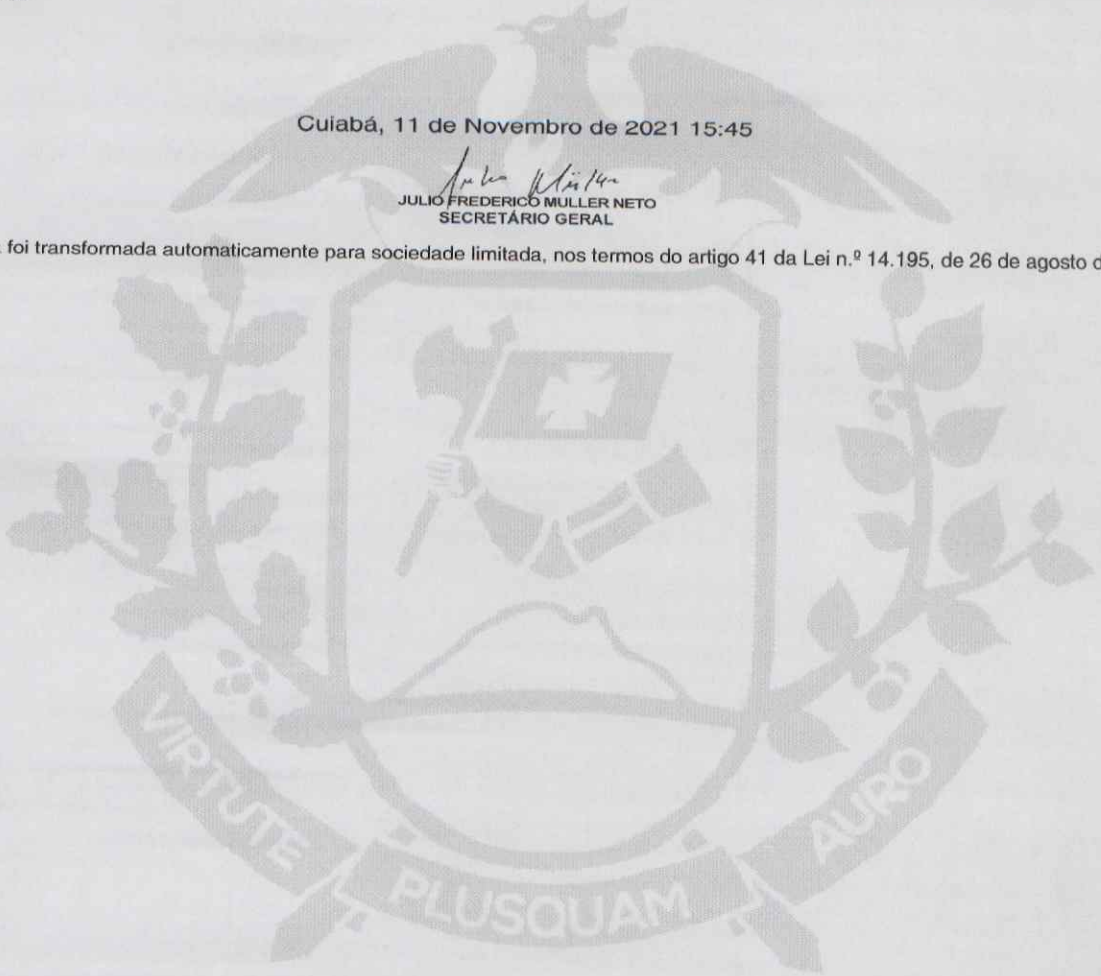 Cuiabá, 11 de Novembro de 2021 15:45
JULIO FREDERICO MULLER NETO
SECRETÁRIO GERAL
foi transformada automaticamente para sociedade limitada, nos termos do artigo 41 da Lei n.º 14.195, de 26 de agosto d
VIRTUTE PLUSQUAM AURO